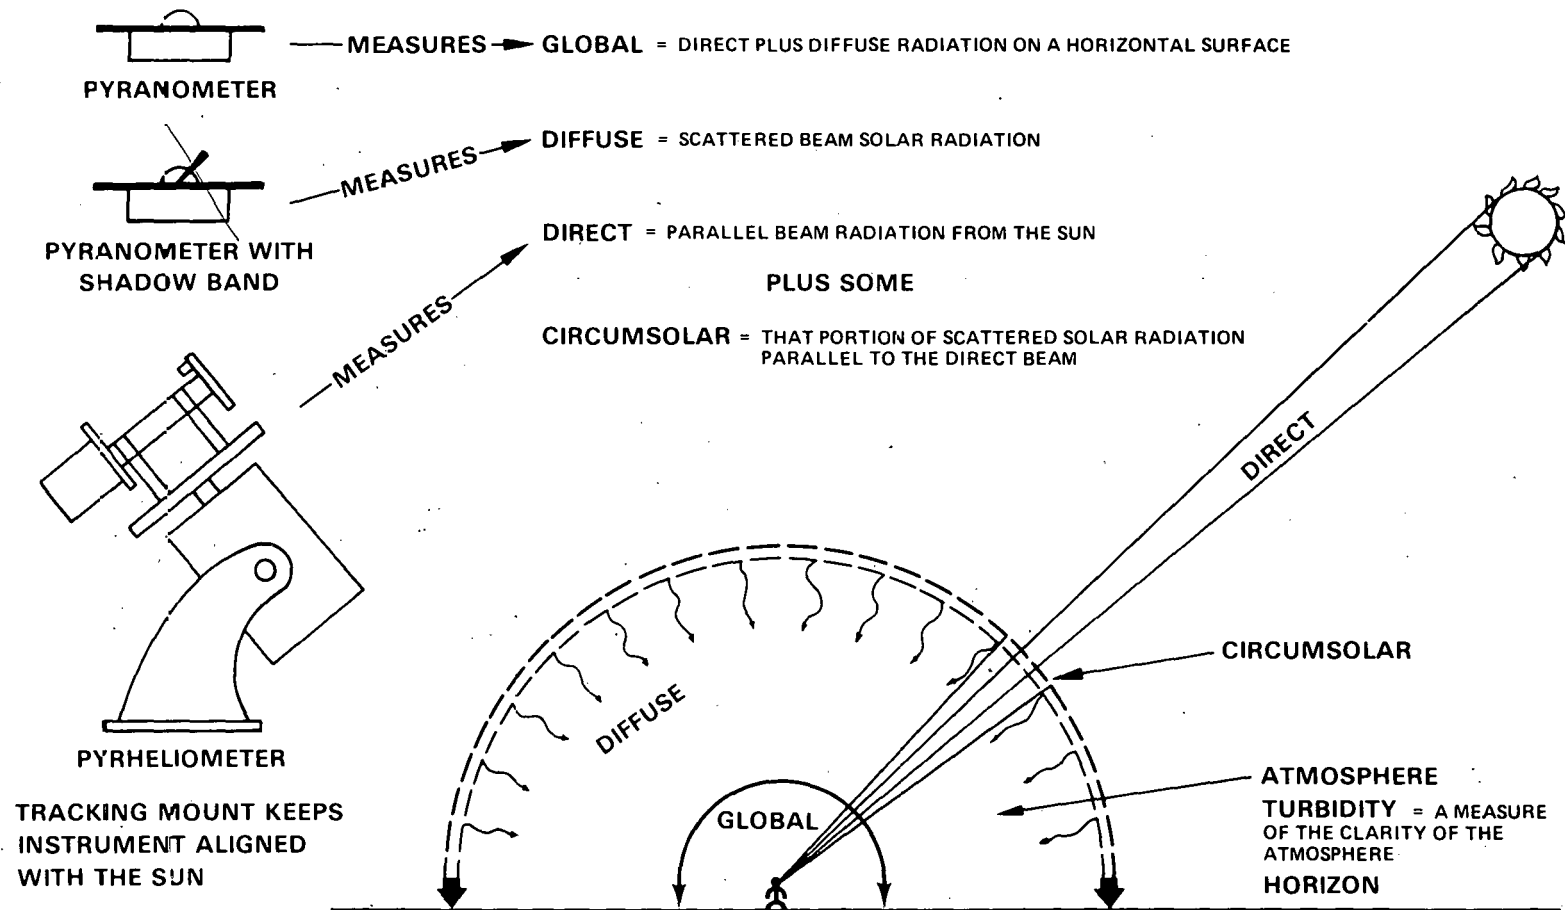 MEASURES GLOBAL = DIRECT PLUS DIFFUSE RADIATION ON A HORIZONTAL SURFACE
PYRANOMETER
MEASURES DIFFUSE = SCATTERED BEAM SOLAR RADIATION
PYRANOMETER WITH
SHADOW BAND
MEASURES DIRECT = PARALLEL BEAM RADIATION FROM THE SUN
PLUS SOME
CIRCUMSOLAR = THAT PORTION OF SCATTERED SOLAR RADIATION
PARALLEL TO THE DIRECT BEAM
PYRHELIOMETER
TRACKING MOUNT KEEPS
INSTRUMENT ALIGNED
WITH THE SUN
DIRECT
CIRCUMSOLAR
DIFFUSE
GLOBAL
ATMOSPHERE
TURBIDITY = A MEASURE
OF THE CLARITY OF THE
ATMOSPHERE
HORIZON